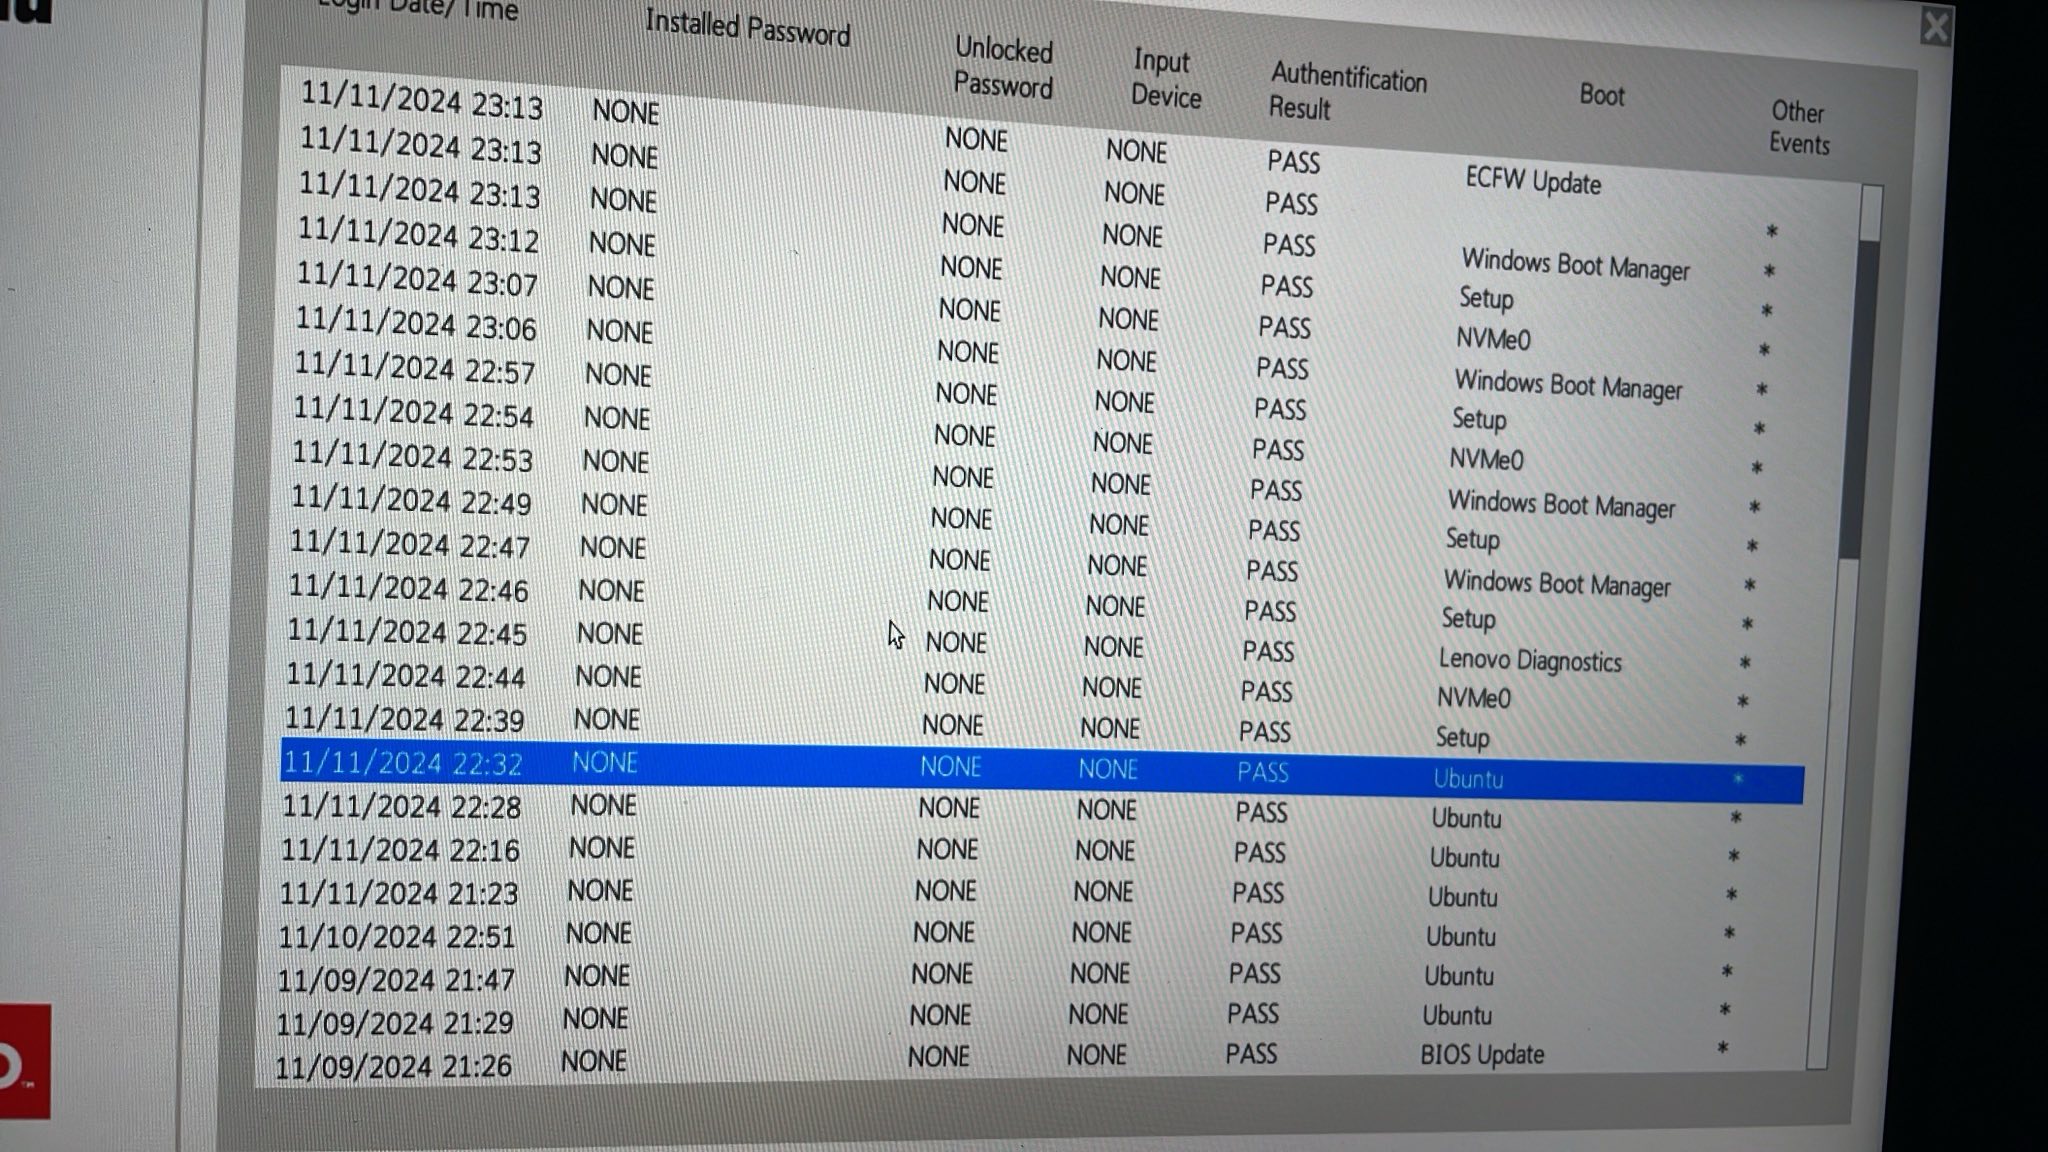 Login Date/Time Installed Password Unlocked Password Input Device Authentification Result Boot Other Events
11/11/2024 23:13 NONE NONE NONE PASS ECFW Update
11/11/2024 23:13 NONE NONE NONE PASS *
11/11/2024 23:13 NONE NONE NONE PASS Windows Boot Manager *
11/11/2024 23:12 NONE NONE NONE PASS Setup *
11/11/2024 23:07 NONE NONE NONE PASS NVMe0 *
11/11/2024 23:06 NONE NONE NONE PASS Windows Boot Manager *
11/11/2024 22:57 NONE NONE NONE PASS Setup *
11/11/2024 22:54 NONE NONE NONE PASS NVMe0 *
11/11/2024 22:53 NONE NONE NONE PASS Windows Boot Manager *
11/11/2024 22:49 NONE NONE NONE PASS Setup *
11/11/2024 22:47 NONE NONE NONE PASS Windows Boot Manager *
11/11/2024 22:46 NONE NONE NONE PASS Setup *
11/11/2024 22:45 NONE NONE NONE PASS Lenovo Diagnostics *
11/11/2024 22:44 NONE NONE NONE PASS NVMe0 *
11/11/2024 22:39 NONE NONE NONE PASS Setup *
11/11/2024 22:32 NONE NONE NONE PASS Ubuntu *
11/11/2024 22:28 NONE NONE NONE PASS Ubuntu *
11/11/2024 22:16 NONE NONE NONE PASS Ubuntu *
11/11/2024 21:23 NONE NONE NONE PASS Ubuntu *
11/10/2024 22:51 NONE NONE NONE PASS Ubuntu *
11/09/2024 21:47 NONE NONE NONE PASS Ubuntu *
11/09/2024 21:29 NONE NONE NONE PASS Ubuntu *
11/09/2024 21:26 NONE NONE NONE PASS BIOS Update *